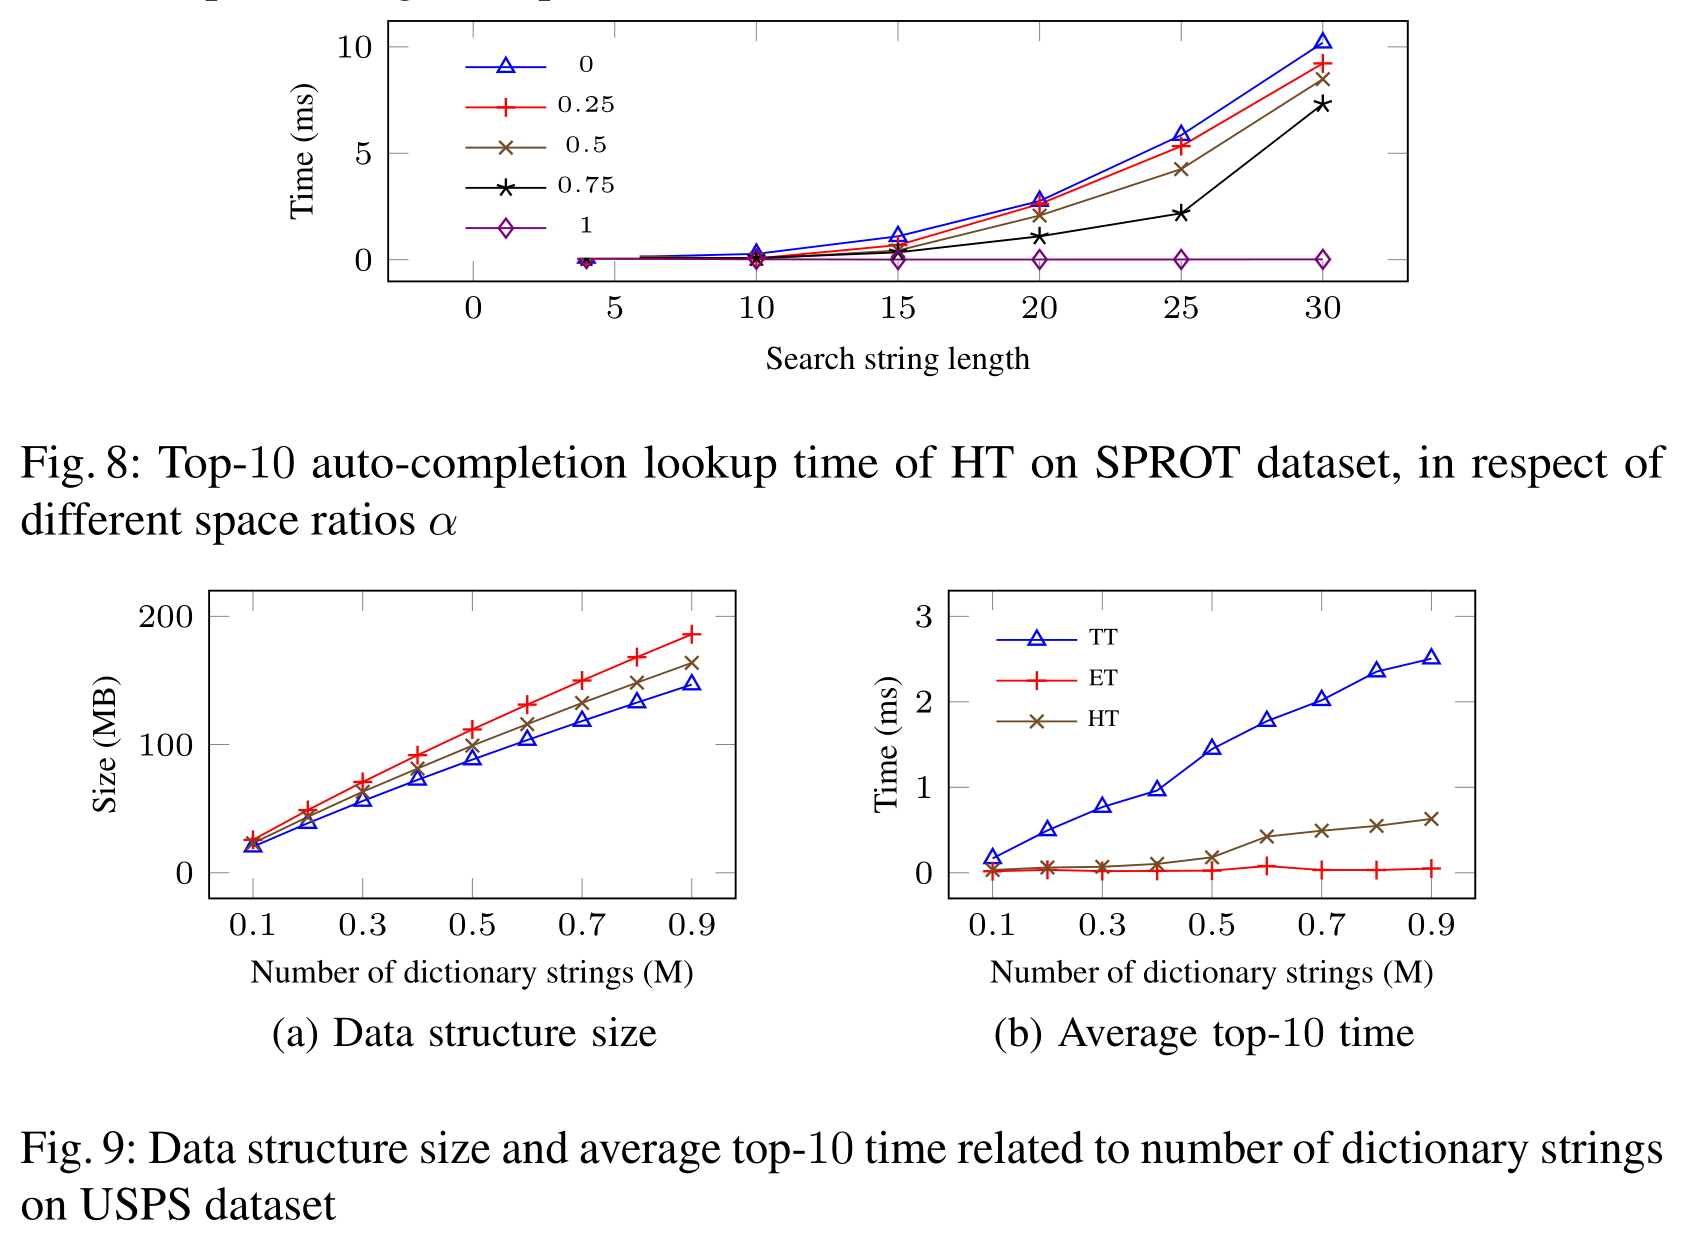 10
5
0
Time (ms)
0
0.25
0.5
0.75
1
0 5 10 15 20 25 30
Search string length
Fig. 8: Top-10 auto-completion lookup time of HT on SPROT dataset, in respect of
different space ratios α
200
100
0
Size (MB)
0.1 0.3 0.5 0.7 0.9
Number of dictionary strings (M)
(a) Data structure size
3
2
1
0
Time (ms)
TT
ET
HT
0.1 0.3 0.5 0.7 0.9
Number of dictionary strings (M)
(b) Average top-10 time
Fig. 9: Data structure size and average top-10 time related to number of dictionary strings
on USPS dataset